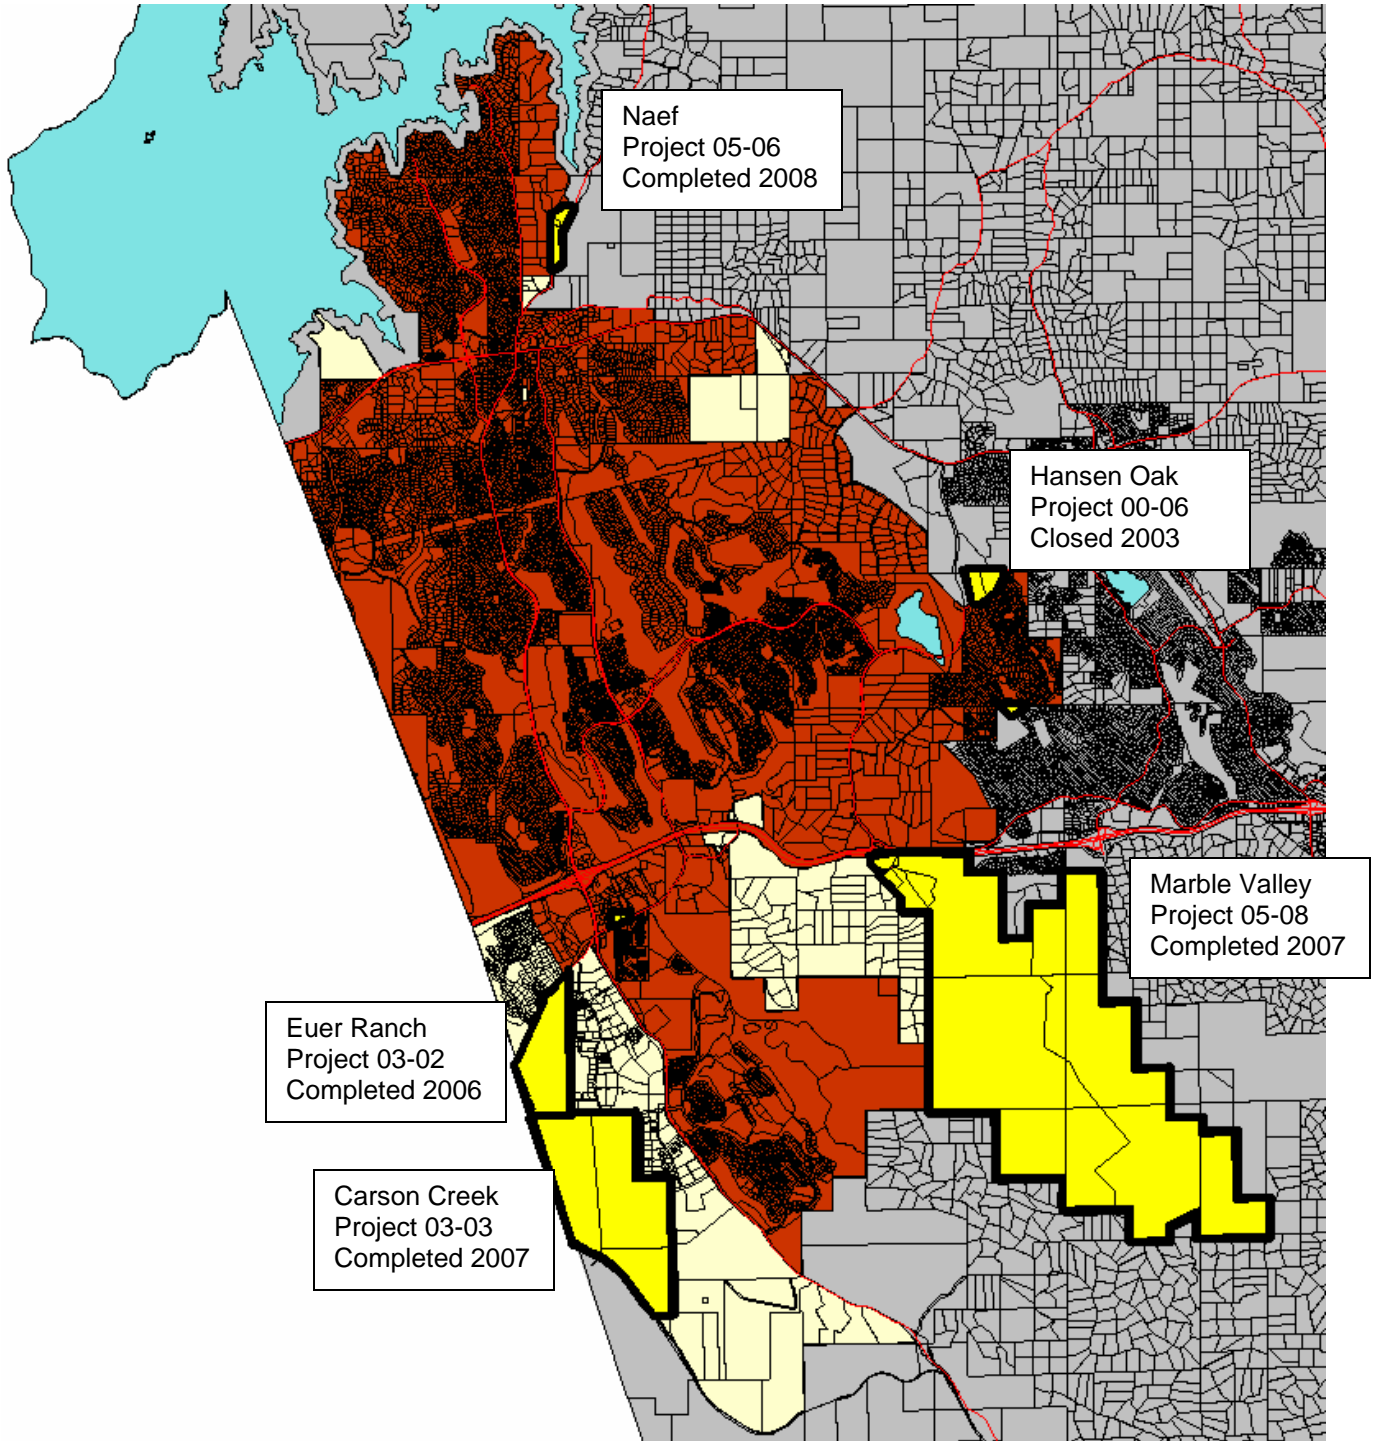 Naef
Project 05-06
Completed 2008
Hansen Oak
Project 00-06
Closed 2003
Marble Valley
Project 05-08
Completed 2007
Euer Ranch
Project 03-02
Completed 2006
Carson Creek
Project 03-03
Completed 2007